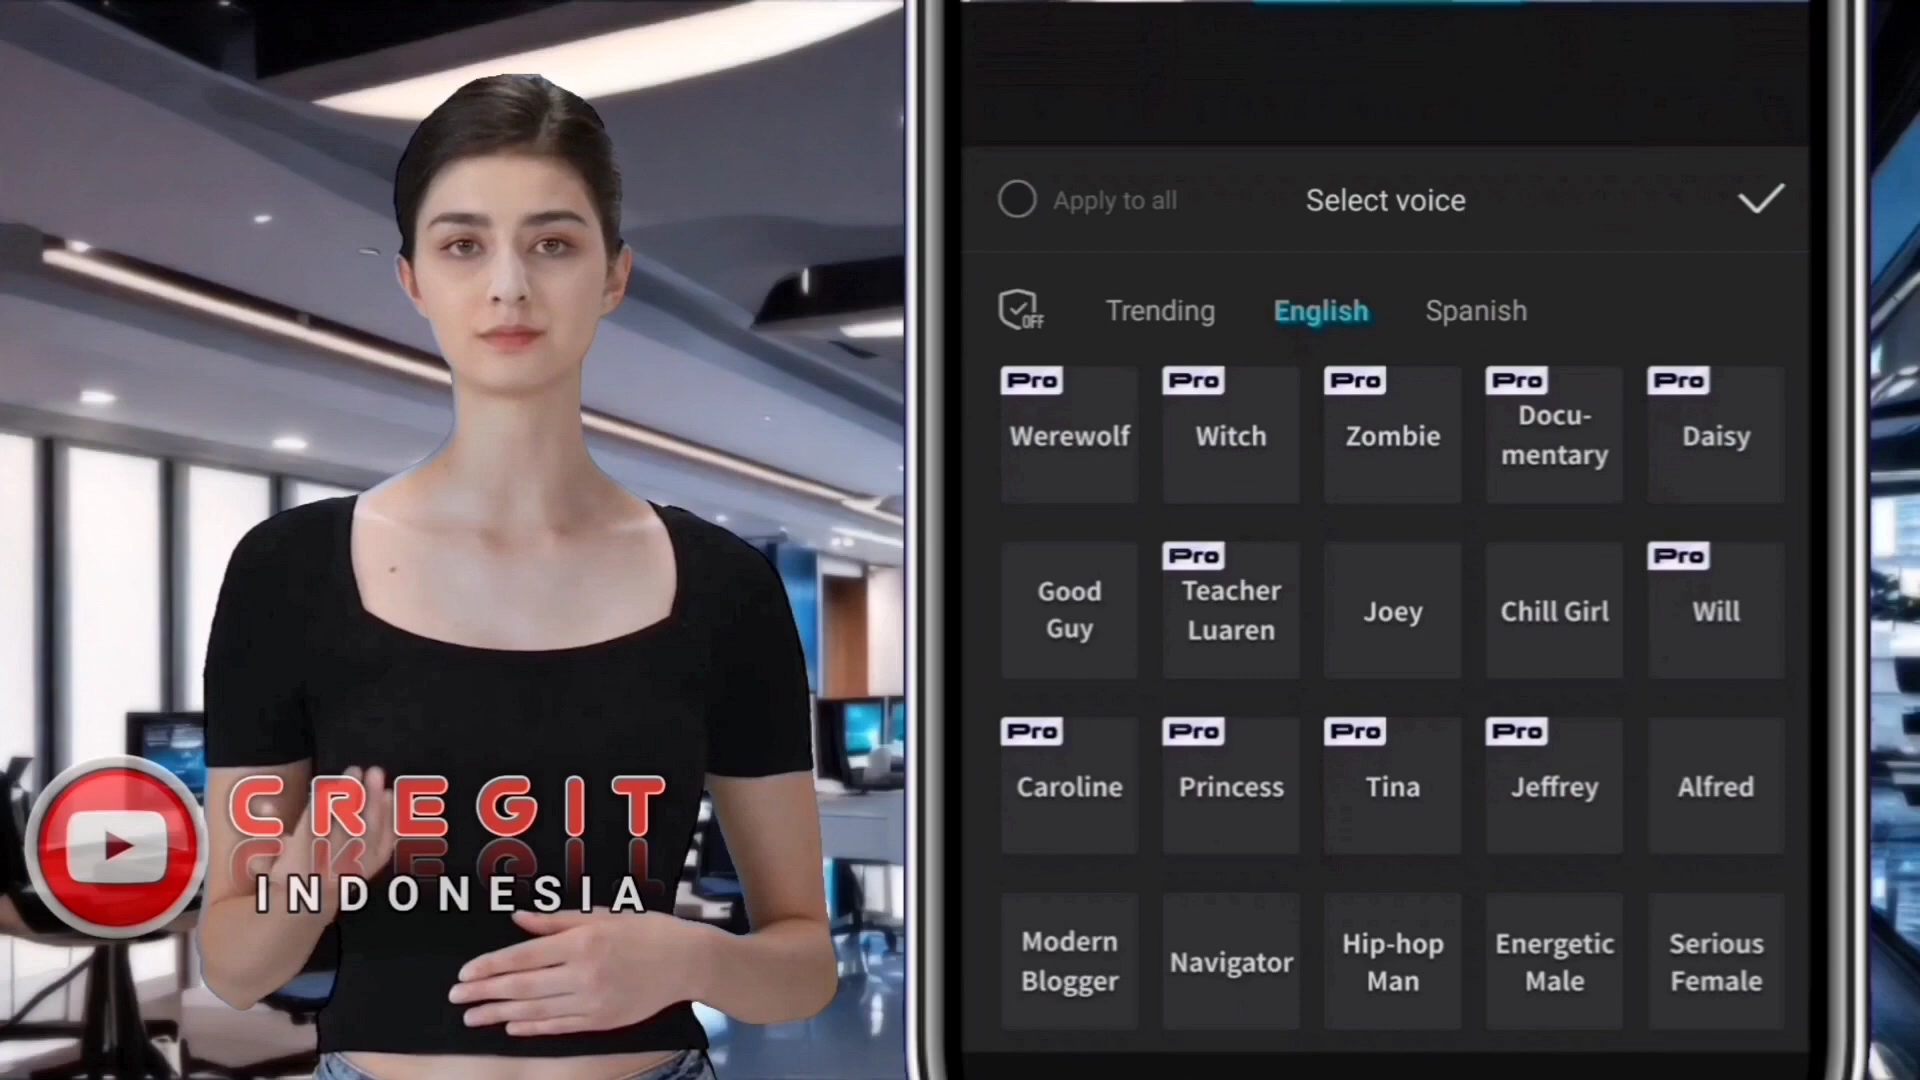 Apply to all
Select voice
OFF
Trending
English
Spanish
Pro
Werewolf
Pro
Witch
Pro
Zombie
Pro
Docu-
mentary
Pro
Daisy
Good
Guy
Pro
Teacher
Luaren
Joey
Chill Girl
Pro
Will
Pro
Caroline
Pro
Princess
Pro
Tina
Pro
Jeffrey
Alfred
Modern
Blogger
Navigator
Hip-hop
Man
Energetic
Male
Serious
Female
CREGIT
INDONESIA